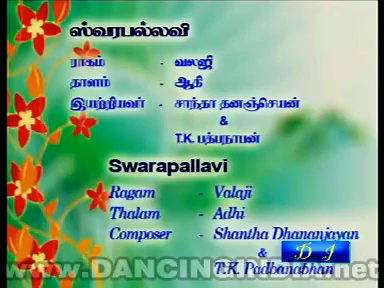 ஸ்வரபல்லவி
ராகம் - வலஜி
தாளம் - ஆதி
இயற்றியவர் - சாந்தா தனஞ்செயன்
&
T.K. பத்பநாபன்
Swarapallavi
Ragam - Valaji
Thalam - Adhi
Composer - Shantha Dhananjayan
& D I
T.K. Padbanabhan
www.DANCINGINDIA.net